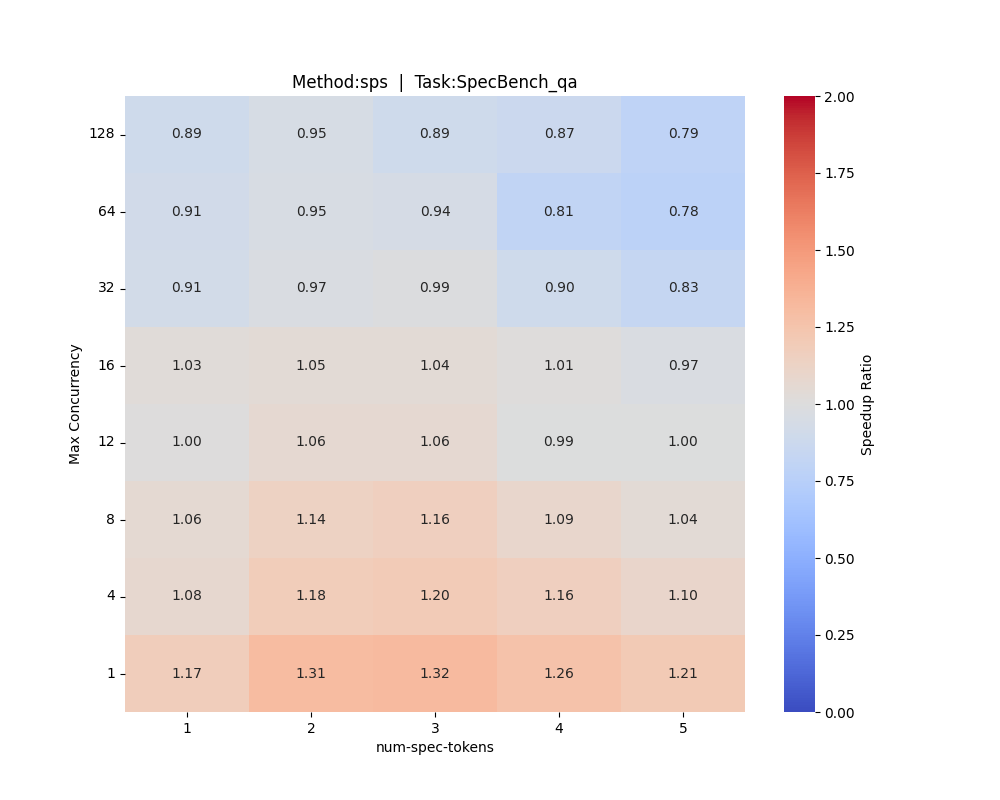 Method:sps | Task:SpecBench_qa
Max Concurrency
128 0.89 0.95 0.89 0.87 0.79
64 0.91 0.95 0.94 0.81 0.78
32 0.91 0.97 0.99 0.90 0.83
16 1.03 1.05 1.04 1.01 0.97
12 1.00 1.06 1.06 0.99 1.00
8 1.06 1.14 1.16 1.09 1.04
4 1.08 1.18 1.20 1.16 1.10
1 1.17 1.31 1.32 1.26 1.21
1 2 3 4 5
num-spec-tokens
2.00
1.75
1.50
1.25
1.00
0.75
0.50
0.25
0.00
Speedup Ratio